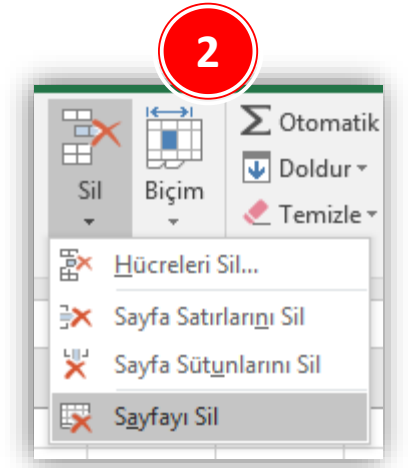 2
Sil
Biçim
Σ Otomatik
Doldur
Temizle
Hücreleri Sil...
Sayfa Satırlarını Sil
Sayfa Sütunlarını Sil
Sayfayı Sil